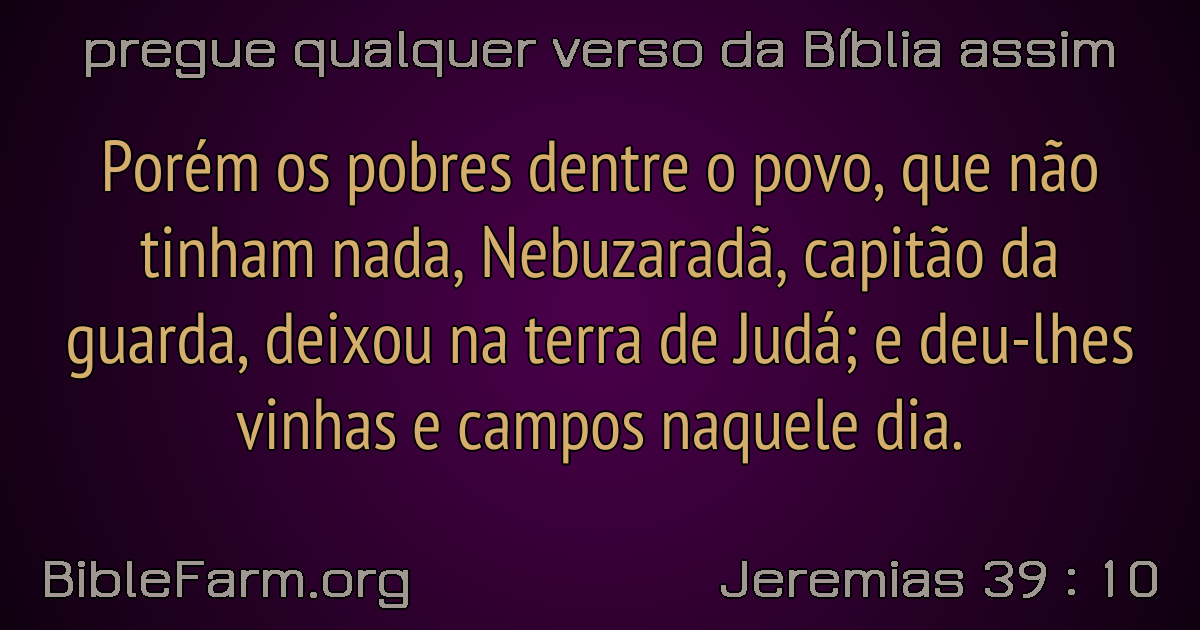 pregue qualquer verso da Bíblia assim
Porém os pobres dentre o povo, que não
tinham nada, Nebuzaradã, capitão da
guarda, deixou na terra de Judá; e deu-lhes
vinhas e campos naquele dia.
BibleFarm.org
Jeremias 39 : 10